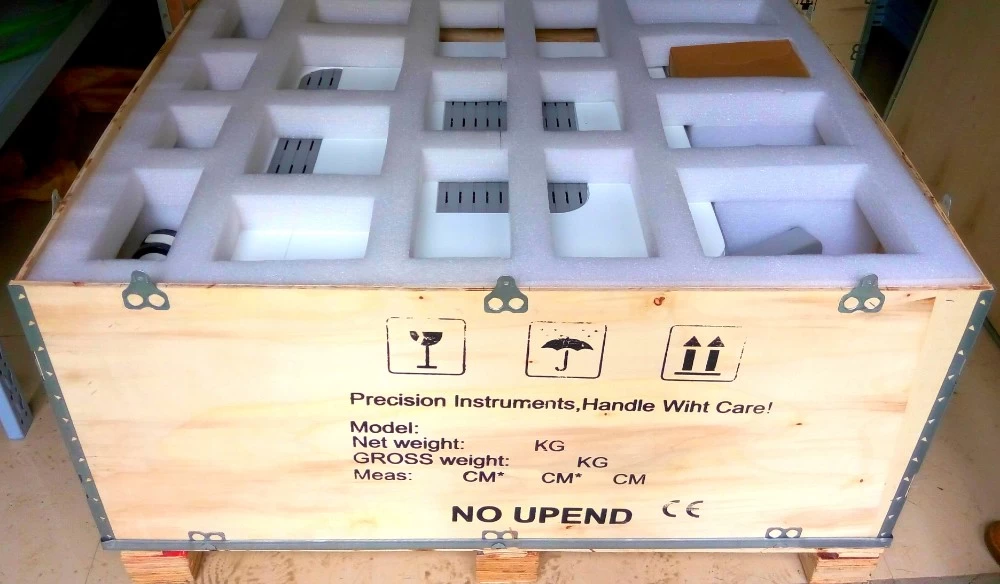 Precision Instruments,Handle Wiht Care!
Model:
Net weight: KG
GROSS weight: KG
Meas: CM* CM* CM
NO UPEND CE